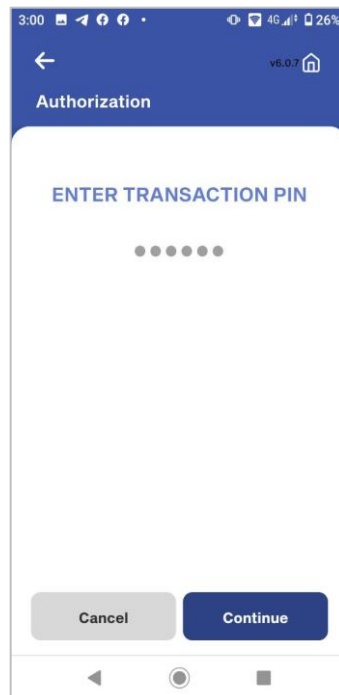 3:00 4G 26%
v6.0.7
Authorization
ENTER TRANSACTION PIN
Cancel Continue